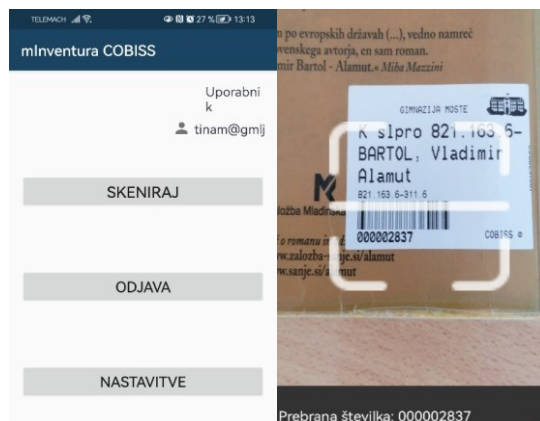 TELEMACH 27 % 13:13
mInventura COBISS
Uporabni
k
tinam@gmlj
SKENIRAJ
ODJAVA
NASTAVITVE
n po evropskih državah (...), vedno namreč
venskega avtorja, en sam roman.
mir Bartol - Alamut.« Miha Mazzini
GIMNAZIJA MOSTE
K slpro 821.163.6-
BARTOL, Vladimir
Alamut
821.163.6-311.6
ložba Mladinska
000002837
COBISS
o romanu
w.zalozba-sanje.si/alamut
w.sanje.si/alamut
Prebrana številka: 000002837